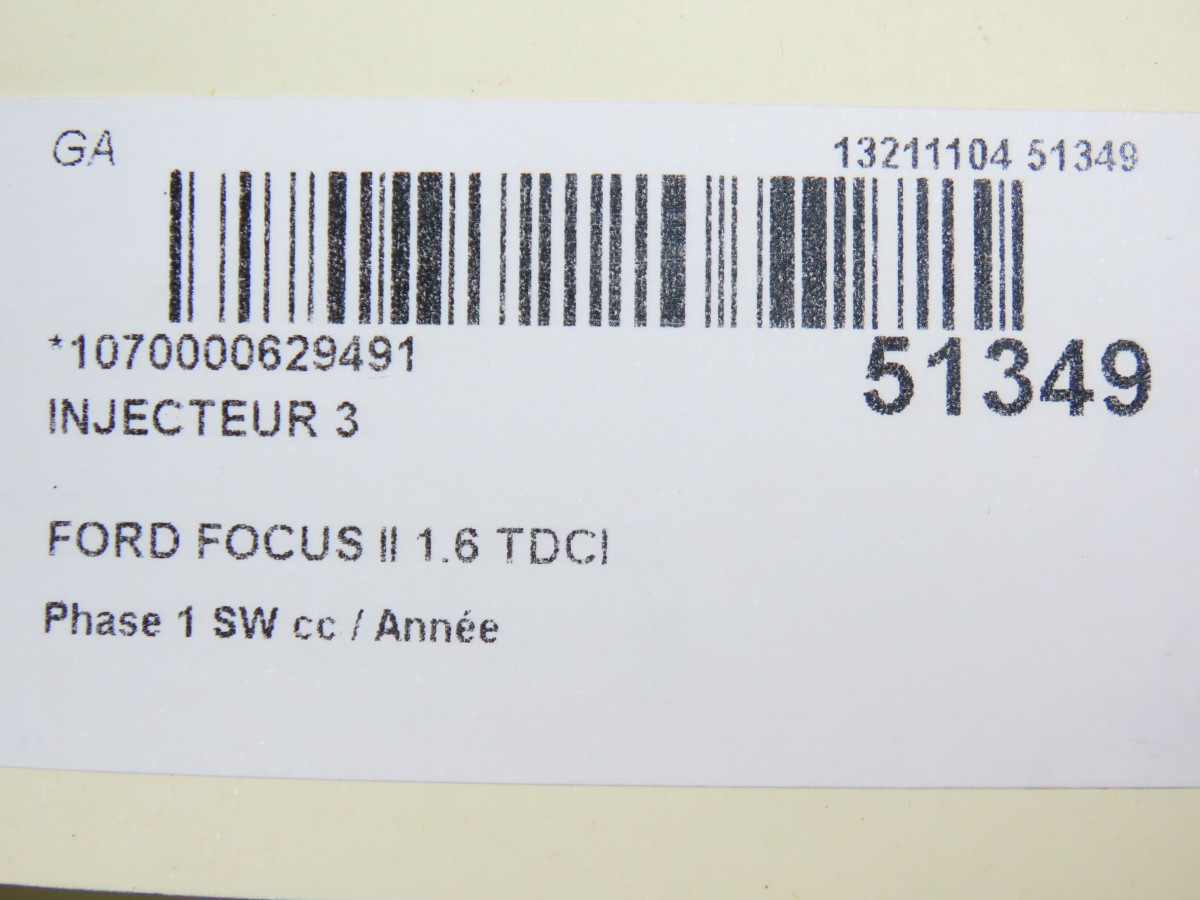 GA
13211104 51349
*1070000629491
51349
INJECTEUR 3
FORD FOCUS II 1.6 TDCI
Phase 1 SW cc / Année